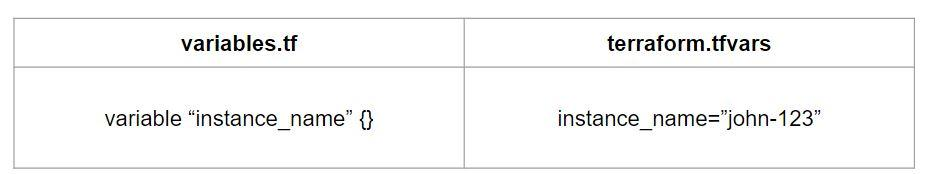 variables.tf
terraform.tfvars
variable “instance_name” {}
instance_name=”john-123”